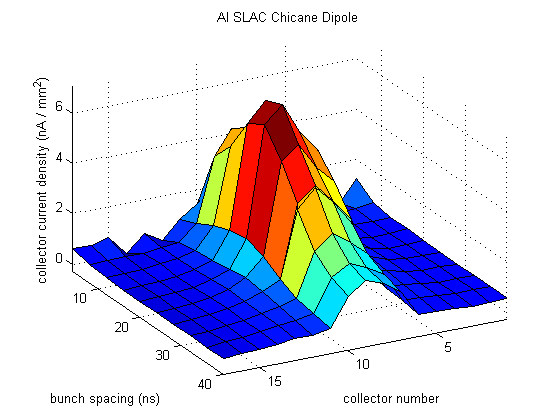 Al SLAC Chicane Dipole
collector current density (nA / mm²)
6
4
2
0
10
20
30
40
15
10
5
bunch spacing (ns)
collector number